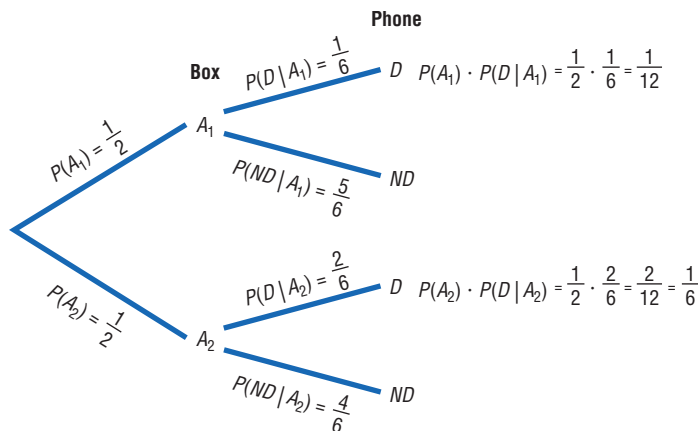 Phone
Box
P(D | A₁) = 1/6
D P(A₁) · P(D | A₁) = 1/2 · 1/6 = 1/12
P(A₁) = 1/2
A₁
P(ND | A₁) = 5/6
ND
P(A₂) = 1/2
P(D | A₂) = 2/6
D P(A₂) · P(D | A₂) = 1/2 · 2/6 = 2/12 = 1/6
A₂
P(ND | A₂) = 4/6
ND